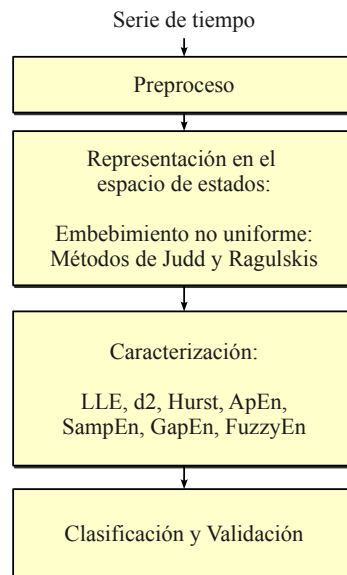 Serie de tiempo
Preproceso
Representación en el
espacio de estados:
Embebimiento no uniforme:
Métodos de Judd y Ragulskis
Caracterización:
LLE, d2, Hurst, ApEn,
SampEn, GapEn, FuzzyEn
Clasificación y Validación